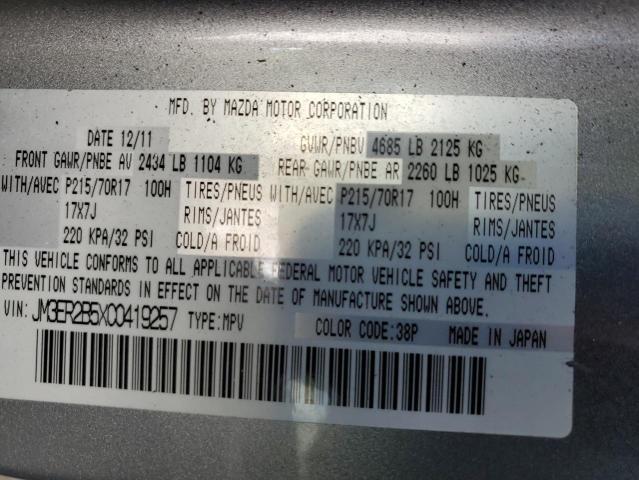 MFD. BY MAZDA MOTOR CORPORATION
DATE 12/11 GVWR/PNBV 4685 LB 2125 KG
FRONT GAWR/PNBE AV 2434 LB 1104 KG REAR GAWR/PNBE AR 2260 LB 1025 KG
WITH/AVEC P215/70R17 100H TIRES/PNEUS WITH/AVEC P215/70R17 100H TIRES/PNEUS
17X7J RIMS/JANTES 17X7J RIMS/JANTES
220 KPA/32 PSI COLD/A FROID 220 KPA/32 PSI COLD/A FROID
THIS VEHICLE CONFORMS TO ALL APPLICABLE FEDERAL MOTOR VEHICLE SAFETY AND THEFT
PREVENTION STANDARDS IN EFFECT ON THE DATE OF MANUFACTURE SHOWN ABOVE.
VIN: JM3ER2B5XC0419257 TYPE:MPV COLOR CODE:38P MADE IN JAPAN